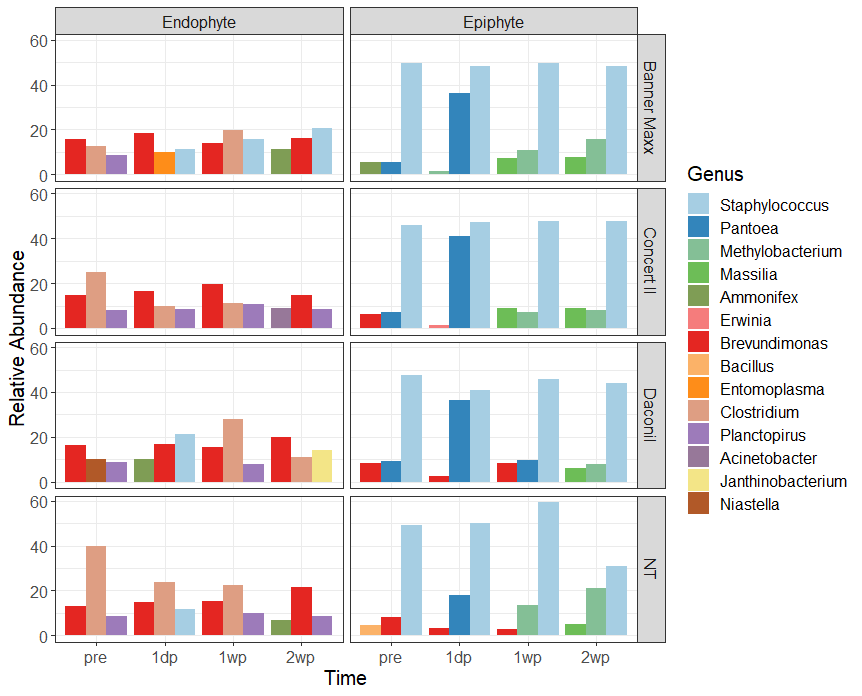 Endophyte
Epiphyte
60
40
20
0
Banner Maxx
60
40
20
0
Concert II
60
40
20
0
Daconil
60
40
20
0
NT
Relative Abundance
pre 1dp 1wp 2wp
pre 1dp 1wp 2wp
Time
Genus
Staphylococcus
Pantoea
Methylobacterium
Massilia
Ammonifex
Erwinia
Brevundimonas
Bacillus
Entomoplasma
Clostridium
Planctopirus
Acinetobacter
Janthinobacterium
Niastella